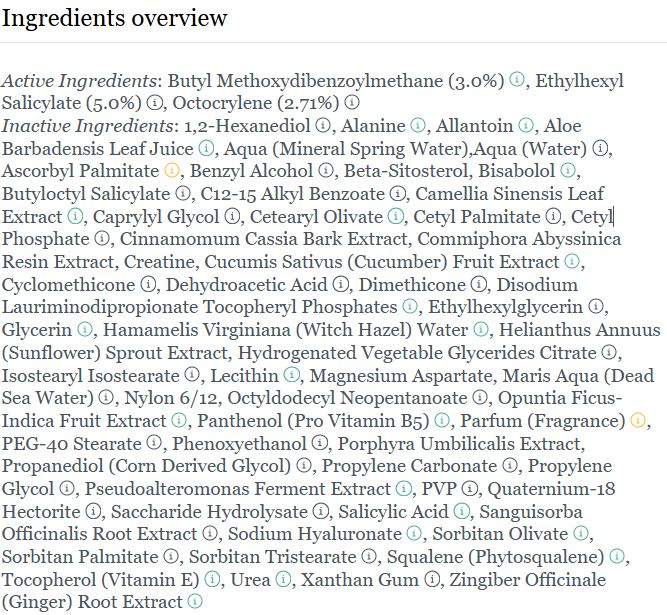 Ingredients overview
Active Ingredients: Butyl Methoxydibenzoylmethane (3.0%) ⓘ, Ethylhexyl
Salicylate (5.0%) ⓘ, Octocrylene (2.71%) ⓘ
Inactive Ingredients: 1,2-Hexanediol ⓘ, Alanine ⓘ, Allantoin ⓘ, Aloe
Barbadensis Leaf Juice ⓘ, Aqua (Mineral Spring Water),Aqua (Water) ⓘ,
Ascorbyl Palmitate ⓘ, Benzyl Alcohol ⓘ, Beta-Sitosterol, Bisabolol ⓘ,
Butyloctyl Salicylate ⓘ, C12-15 Alkyl Benzoate ⓘ, Camellia Sinensis Leaf
Extract ⓘ, Caprylyl Glycol ⓘ, Cetearyl Olivate ⓘ, Cetyl Palmitate ⓘ, Cetyl
Phosphate ⓘ, Cinnamomum Cassia Bark Extract, Commiphora Abyssinica
Resin Extract, Creatine, Cucumis Sativus (Cucumber) Fruit Extract ⓘ,
Cyclomethicone ⓘ, Dehydroacetic Acid ⓘ, Dimethicone ⓘ, Disodium
Lauriminodipropionate Tocopheryl Phosphates ⓘ, Ethylhexylglycerin ⓘ,
Glycerin ⓘ, Hamamelis Virginiana (Witch Hazel) Water ⓘ, Helianthus Annuus
(Sunflower) Sprout Extract, Hydrogenated Vegetable Glycerides Citrate ⓘ,
Isostearyl Isostearate ⓘ, Lecithin ⓘ, Magnesium Aspartate, Maris Aqua (Dead
Sea Water) ⓘ, Nylon 6/12, Octyldodecyl Neopentanoate ⓘ, Opuntia Ficus-
Indica Fruit Extract ⓘ, Panthenol (Pro Vitamin B5) ⓘ, Parfum (Fragrance) ⓘ,
PEG-40 Stearate ⓘ, Phenoxyethanol ⓘ, Porphyra Umbilicalis Extract,
Propanediol (Corn Derived Glycol) ⓘ, Propylene Carbonate ⓘ, Propylene
Glycol ⓘ, Pseudoalteromonas Ferment Extract ⓘ, PVP ⓘ, Quaternium-18
Hectorite ⓘ, Saccharide Hydrolysate ⓘ, Salicylic Acid ⓘ, Sanguisorba
Officinalis Root Extract ⓘ, Sodium Hyaluronate ⓘ, Sorbitan Olivate ⓘ,
Sorbitan Palmitate ⓘ, Sorbitan Tristearate ⓘ, Squalene (Phytosqualene) ⓘ,
Tocopherol (Vitamin E) ⓘ, Urea ⓘ, Xanthan Gum ⓘ, Zingiber Officinale
(Ginger) Root Extract ⓘ